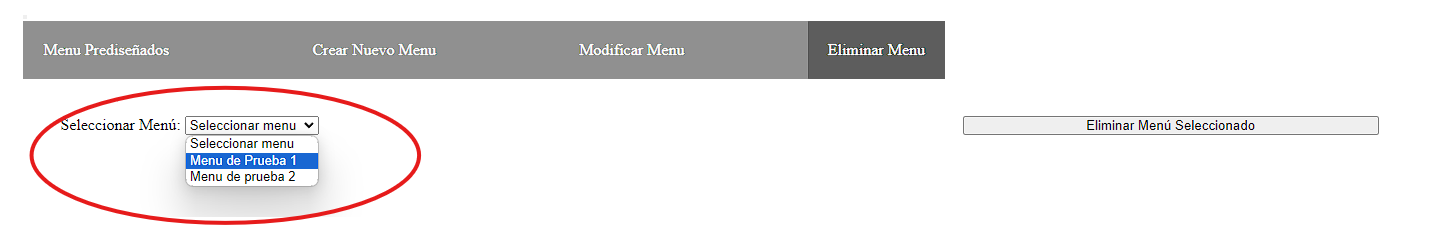 Menu Prediseñados Crear Nuevo Menu Modificar Menu Eliminar Menu
Seleccionar Menú: Seleccionar menu Eliminar Menú Seleccionado
Seleccionar menu
Menu de Prueba 1
Menu de prueba 2